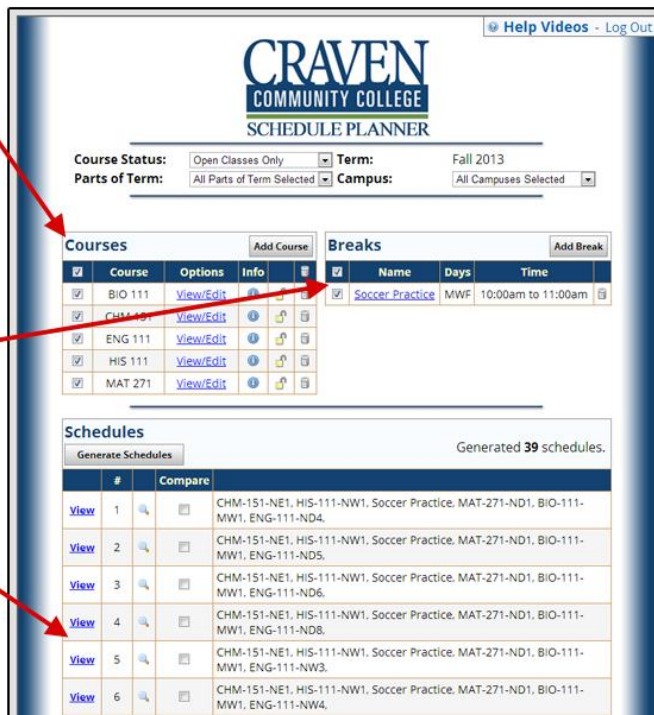 Help Videos - Log Out
CRAVEN
COMMUNITY COLLEGE
SCHEDULE PLANNER
Course Status: Open Classes Only Term: Fall 2013
Parts of Term: All Parts of Term Selected Campus: All Campuses Selected
Courses Add Course
Course Options Info
BIO 111 View/Edit
CHM 151 View/Edit
ENG 111 View/Edit
HIS 111 View/Edit
MAT 271 View/Edit
Breaks Add Break
Name Days Time
Soccer Practice MWF 10:00am to 11:00am
Schedules
Generate Schedules Generated 39 schedules.
# Compare
View 1 CHM-151-NE1, HIS-111-NW1, Soccer Practice, MAT-271-ND1, BIO-111-
MW1, ENG-111-ND4,
View 2 CHM-151-NE1, HIS-111-NW1, Soccer Practice, MAT-271-ND1, BIO-111-
MW1, ENG-111-ND5,
View 3 CHM-151-NE1, HIS-111-NW1, Soccer Practice, MAT-271-ND1, BIO-111-
MW1, ENG-111-ND6,
View 4 CHM-151-NE1, HIS-111-NW1, Soccer Practice, MAT-271-ND1, BIO-111-
MW1, ENG-111-ND8,
View 5 CHM-151-NE1, HIS-111-NW1, Soccer Practice, MAT-271-ND1, BIO-111-
MW1, ENG-111-NW3,
View 6 CHM-151-NE1, HIS-111-NW1, Soccer Practice, MAT-271-ND1, BIO-111-
MW1, ENG-111-NW4,